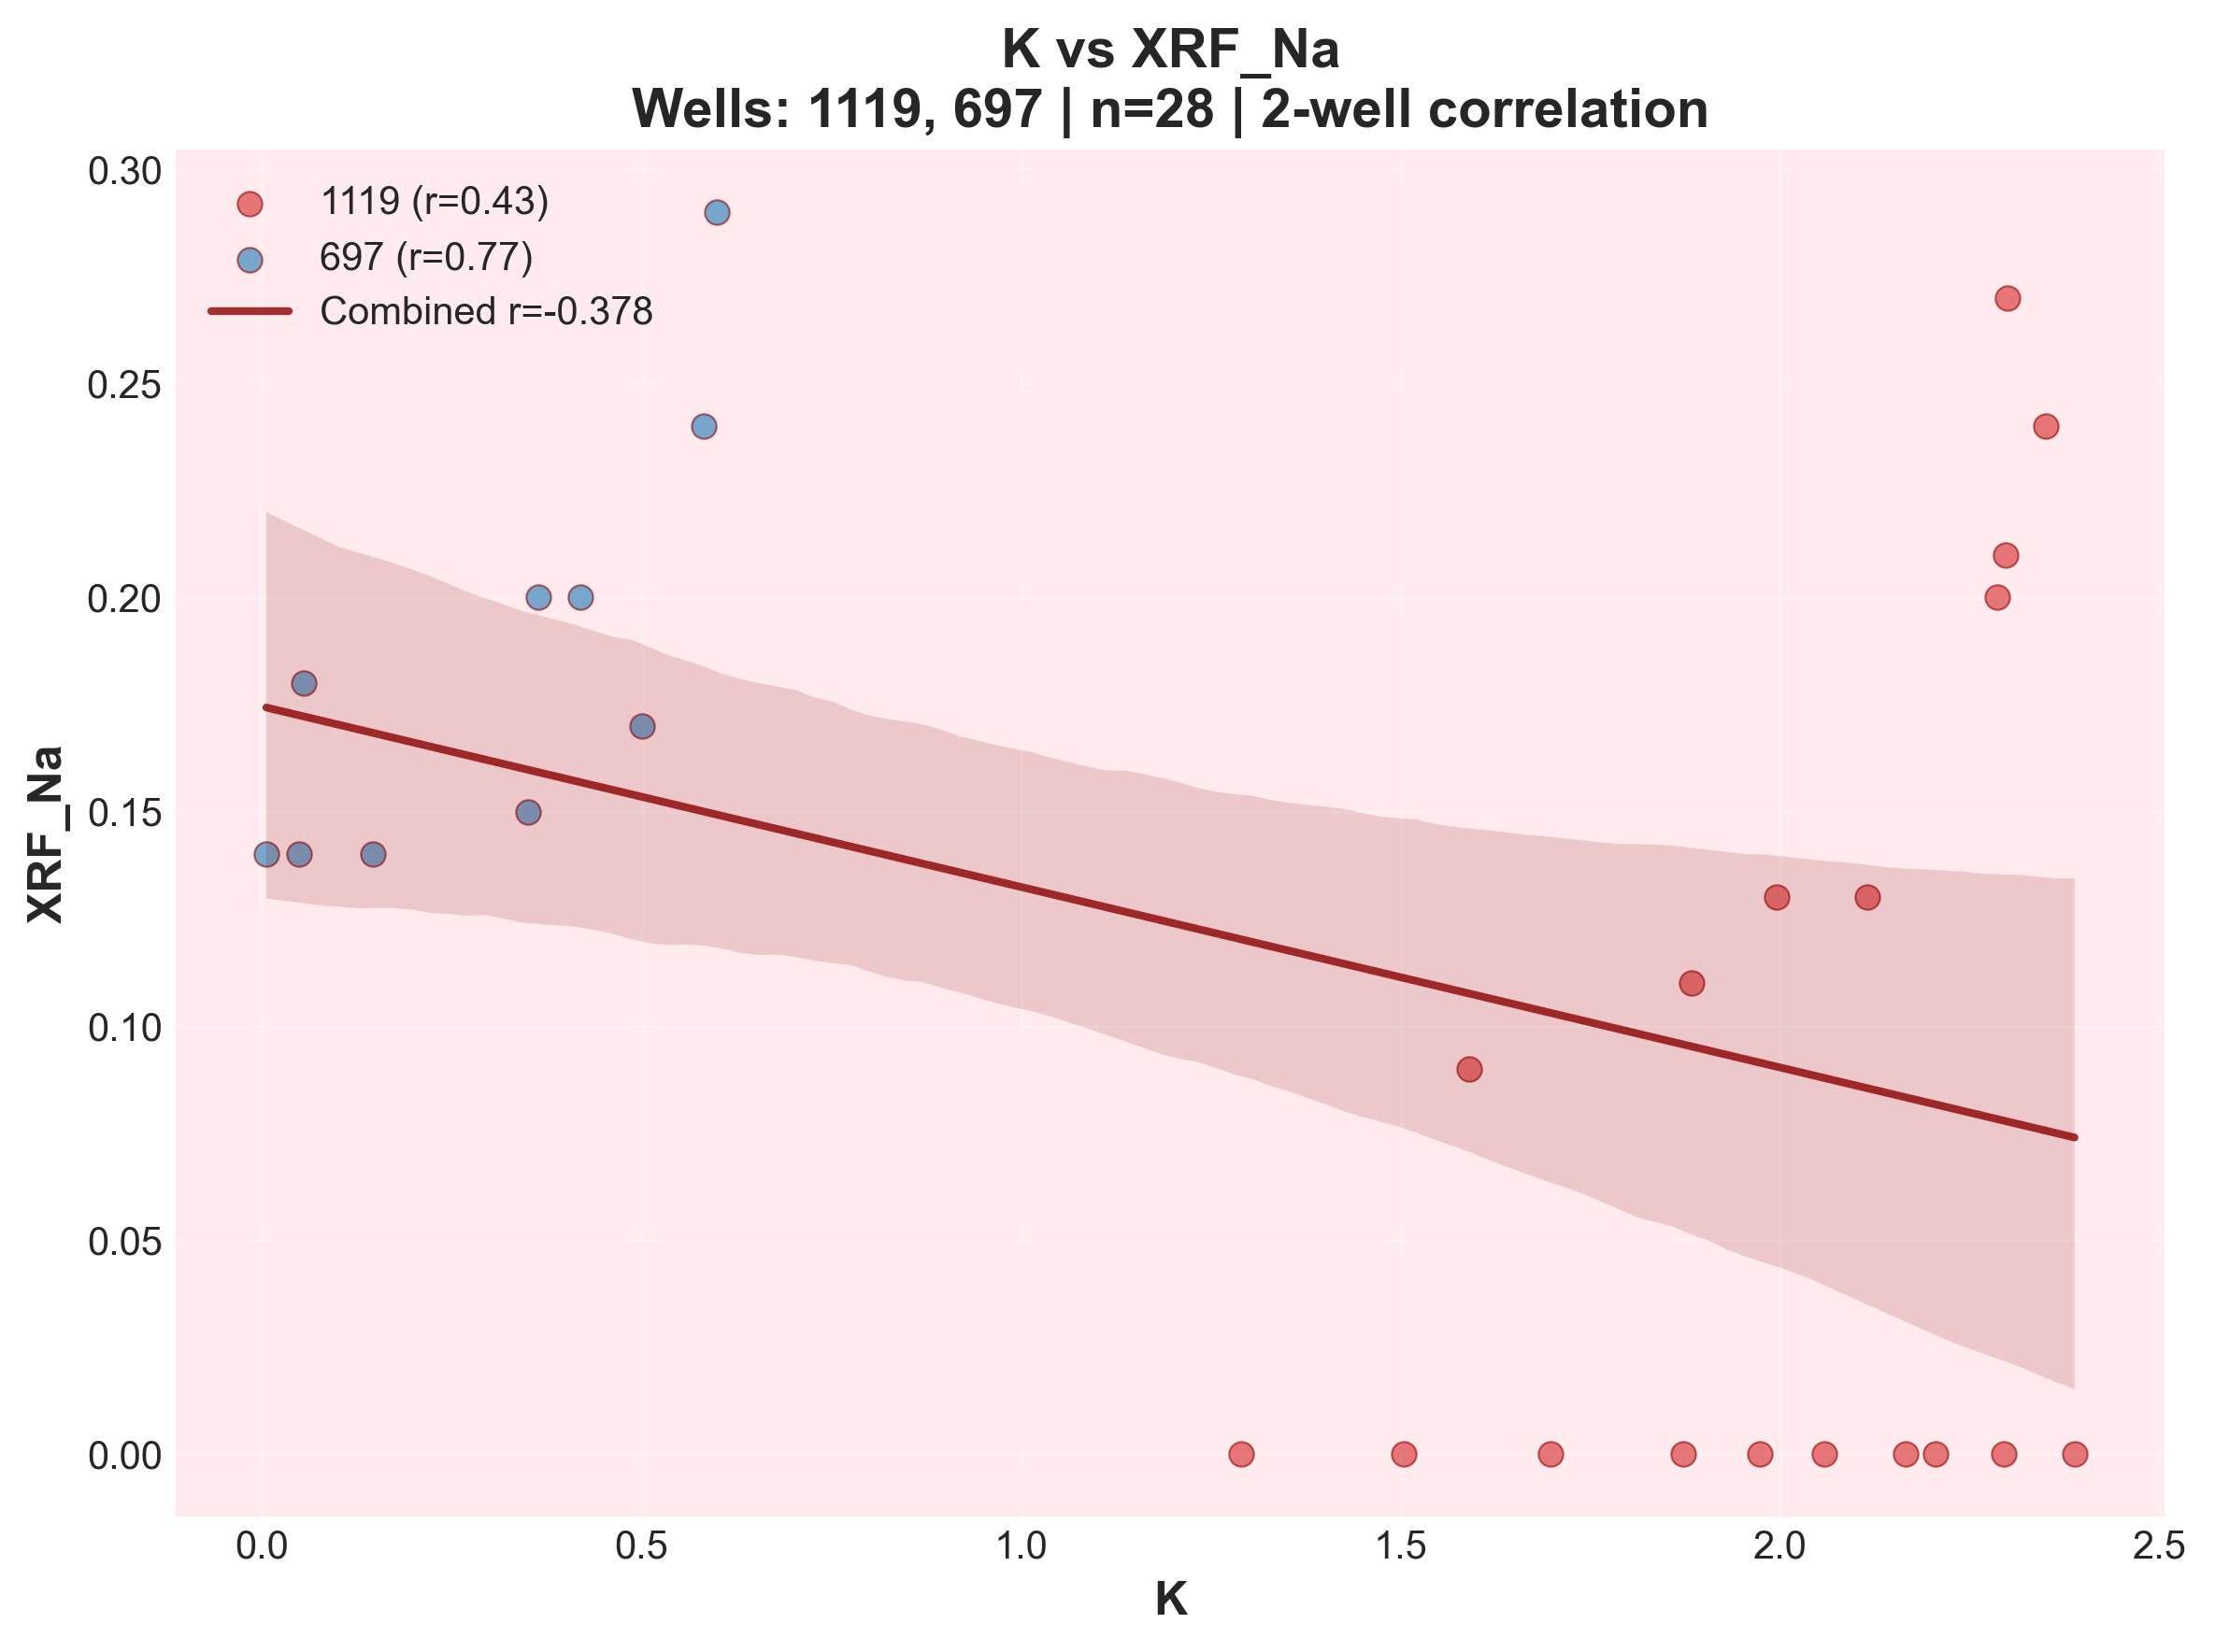 K vs XRF_Na
Wells: 1119, 697 | n=28 | 2-well correlation
1119 (r=0.43)
697 (r=0.77)
Combined r=-0.378
0.30
0.25
0.20
0.15
0.10
0.05
0.00
XRF_Na
0.0 0.5 1.0 1.5 2.0 2.5
K